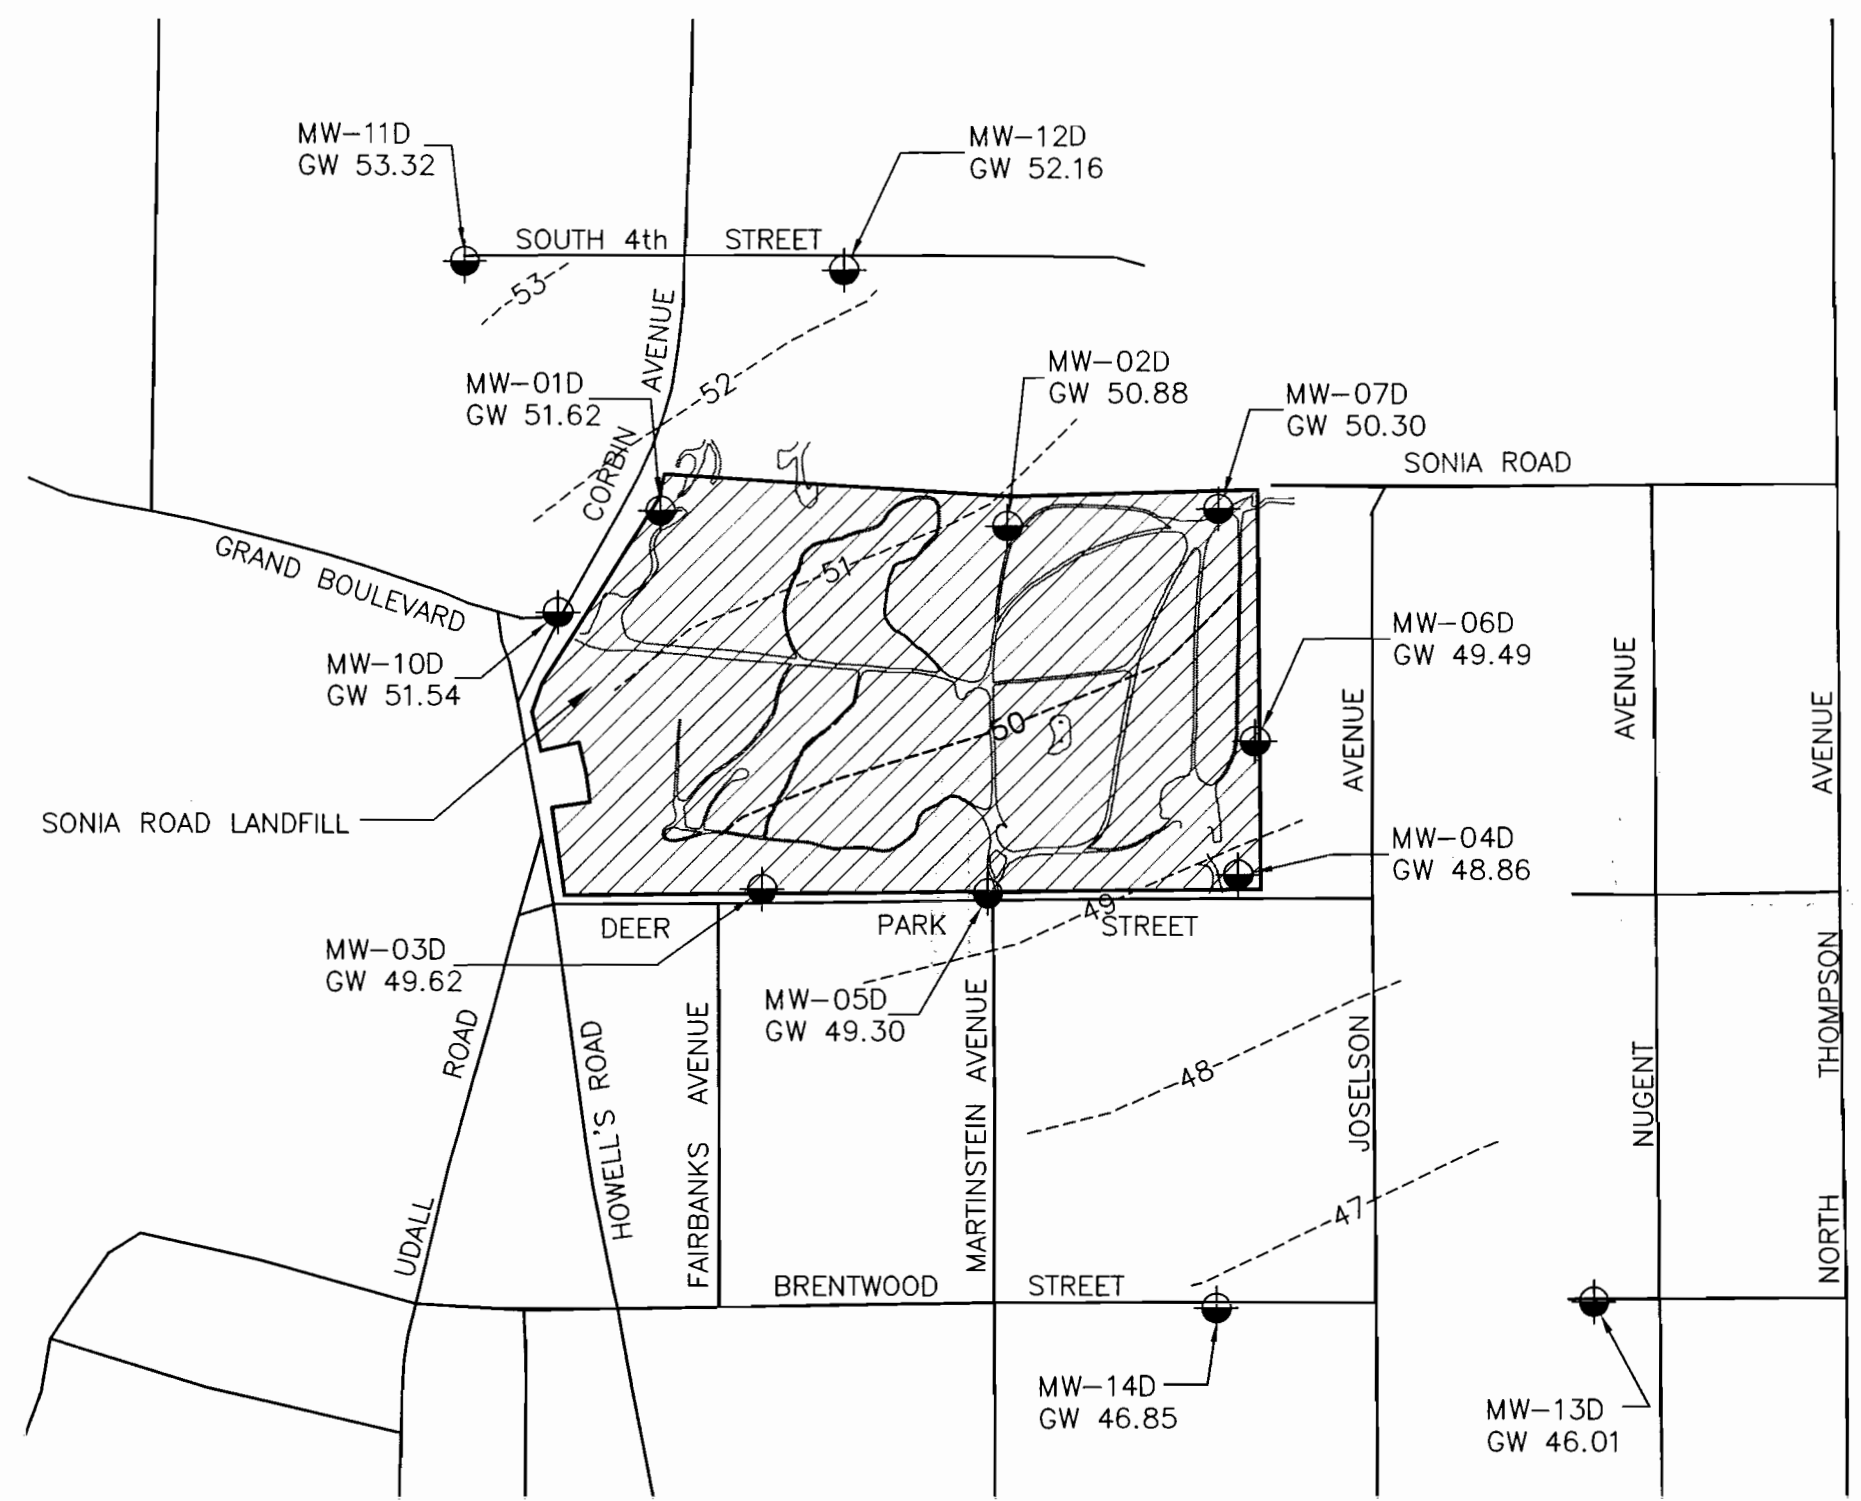 MW-11D
GW 53.32
MW-12D
GW 52.16
SOUTH 4th STREET
53
CORBIN AVENUE
52
MW-01D
GW 51.62
MW-02D
GW 50.88
MW-07D
GW 50.30
SONIA ROAD
GRAND BOULEVARD
51
MW-10D
GW 51.54
MW-06D
GW 49.49
50
SONIA ROAD LANDFILL
MW-04D
GW 48.86
49
DEER PARK STREET
MW-03D
GW 49.62
MW-05D
GW 49.30
UDALL ROAD
HOWELL'S ROAD
FAIRBANKS AVENUE
MARTINSTEIN AVENUE
48
JOSELSON AVENUE
NUGENT AVENUE
NORTH THOMPSON AVENUE
47
BRENTWOOD STREET
MW-14D
GW 46.85
MW-13D
GW 46.01